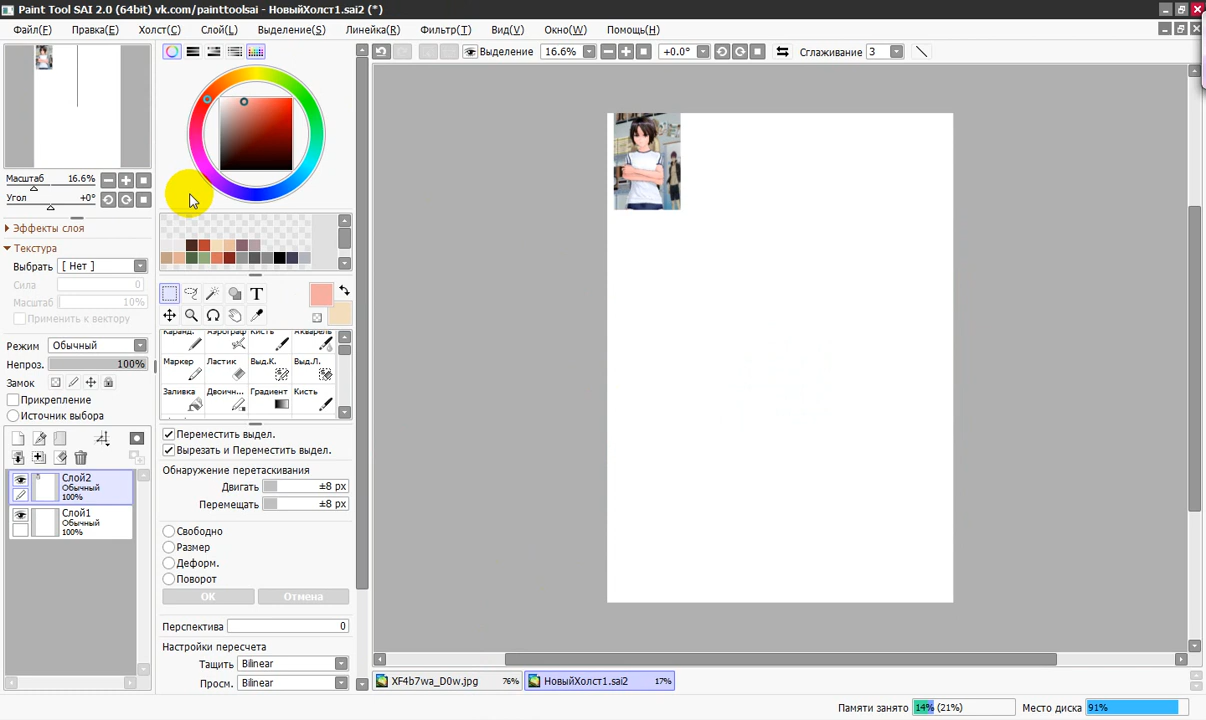 Paint Tool SAI 2.0 (64bit) vk.com/painttoolsai - НовыйХолст1.sai2 (*)
Файл(F) Правка(E) Холст(C) Слой(L) Выделение(S) Линейка(R) Фильтр(T) Вид(V) Окно(W) Помощь(H)
Выделение 16.6% +0.0° Сглаживание 3
Масштаб 16.6%
Угол +0°
Эффекты слоя
Текстура
Выбрать [ Нет ]
Сила 0
Масштаб 10%
Применить к вектору
Режим Обычный
Непроз. 100%
Замок
Прикрепление
Источник выбора
Слой2
Обычный
100%
Слой1
Обычный
100%
T
Каранд. Аэрограф Кисть Акварель
Маркер Ластик Выд.К. Выд.Л.
Заливка Двоичн... Градиент Кисть
Переместить выдел.
Вырезать и Переместить выдел.
Обнаружение перетаскивания
Двигать ±8 px
Перемещать ±8 px
Свободно
Размер
Деформ.
Поворот
OK Отмена
Перспектива 0
Настройки пересчета
Тащить Bilinear
Просм. Bilinear
XF4b7wa_D0w.jpg 76% НовыйХолст1.sai2 17%
Памяти занято 14% (21%) Место диска 91%